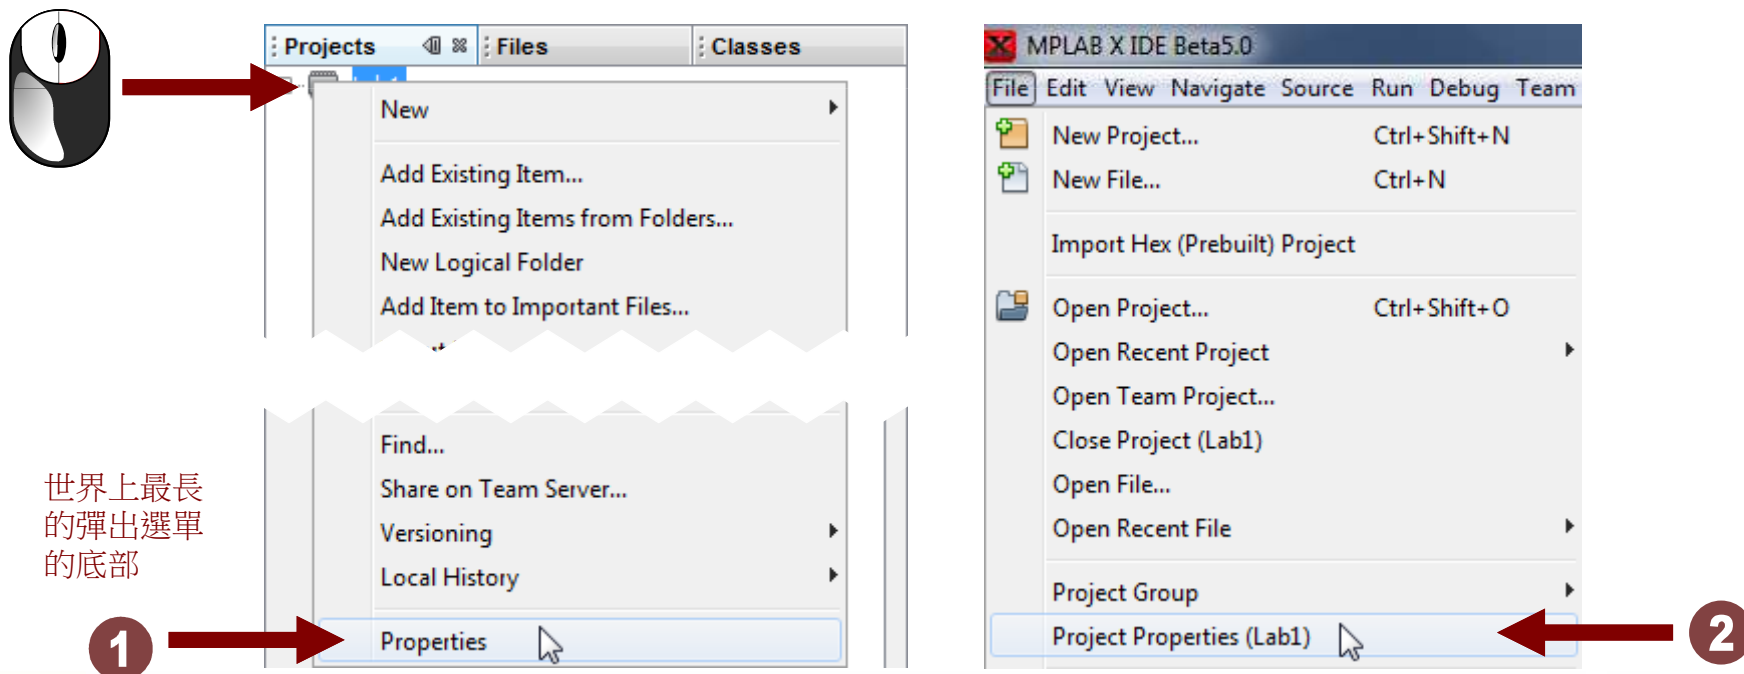 Projects
Files
Classes
New
Add Existing Item...
Add Existing Items from Folders...
New Logical Folder
Add Item to Important Files...
Find...
Share on Team Server...
Versioning
Local History
Properties
世界上最長
的彈出選單
的底部
1
MPLAB X IDE Beta5.0
File Edit View Navigate Source Run Debug Team
New Project... Ctrl+Shift+N
New File... Ctrl+N
Import Hex (Prebuilt) Project
Open Project... Ctrl+Shift+O
Open Recent Project
Open Team Project...
Close Project (Lab1)
Open File...
Open Recent File
Project Group
Project Properties (Lab1)
2